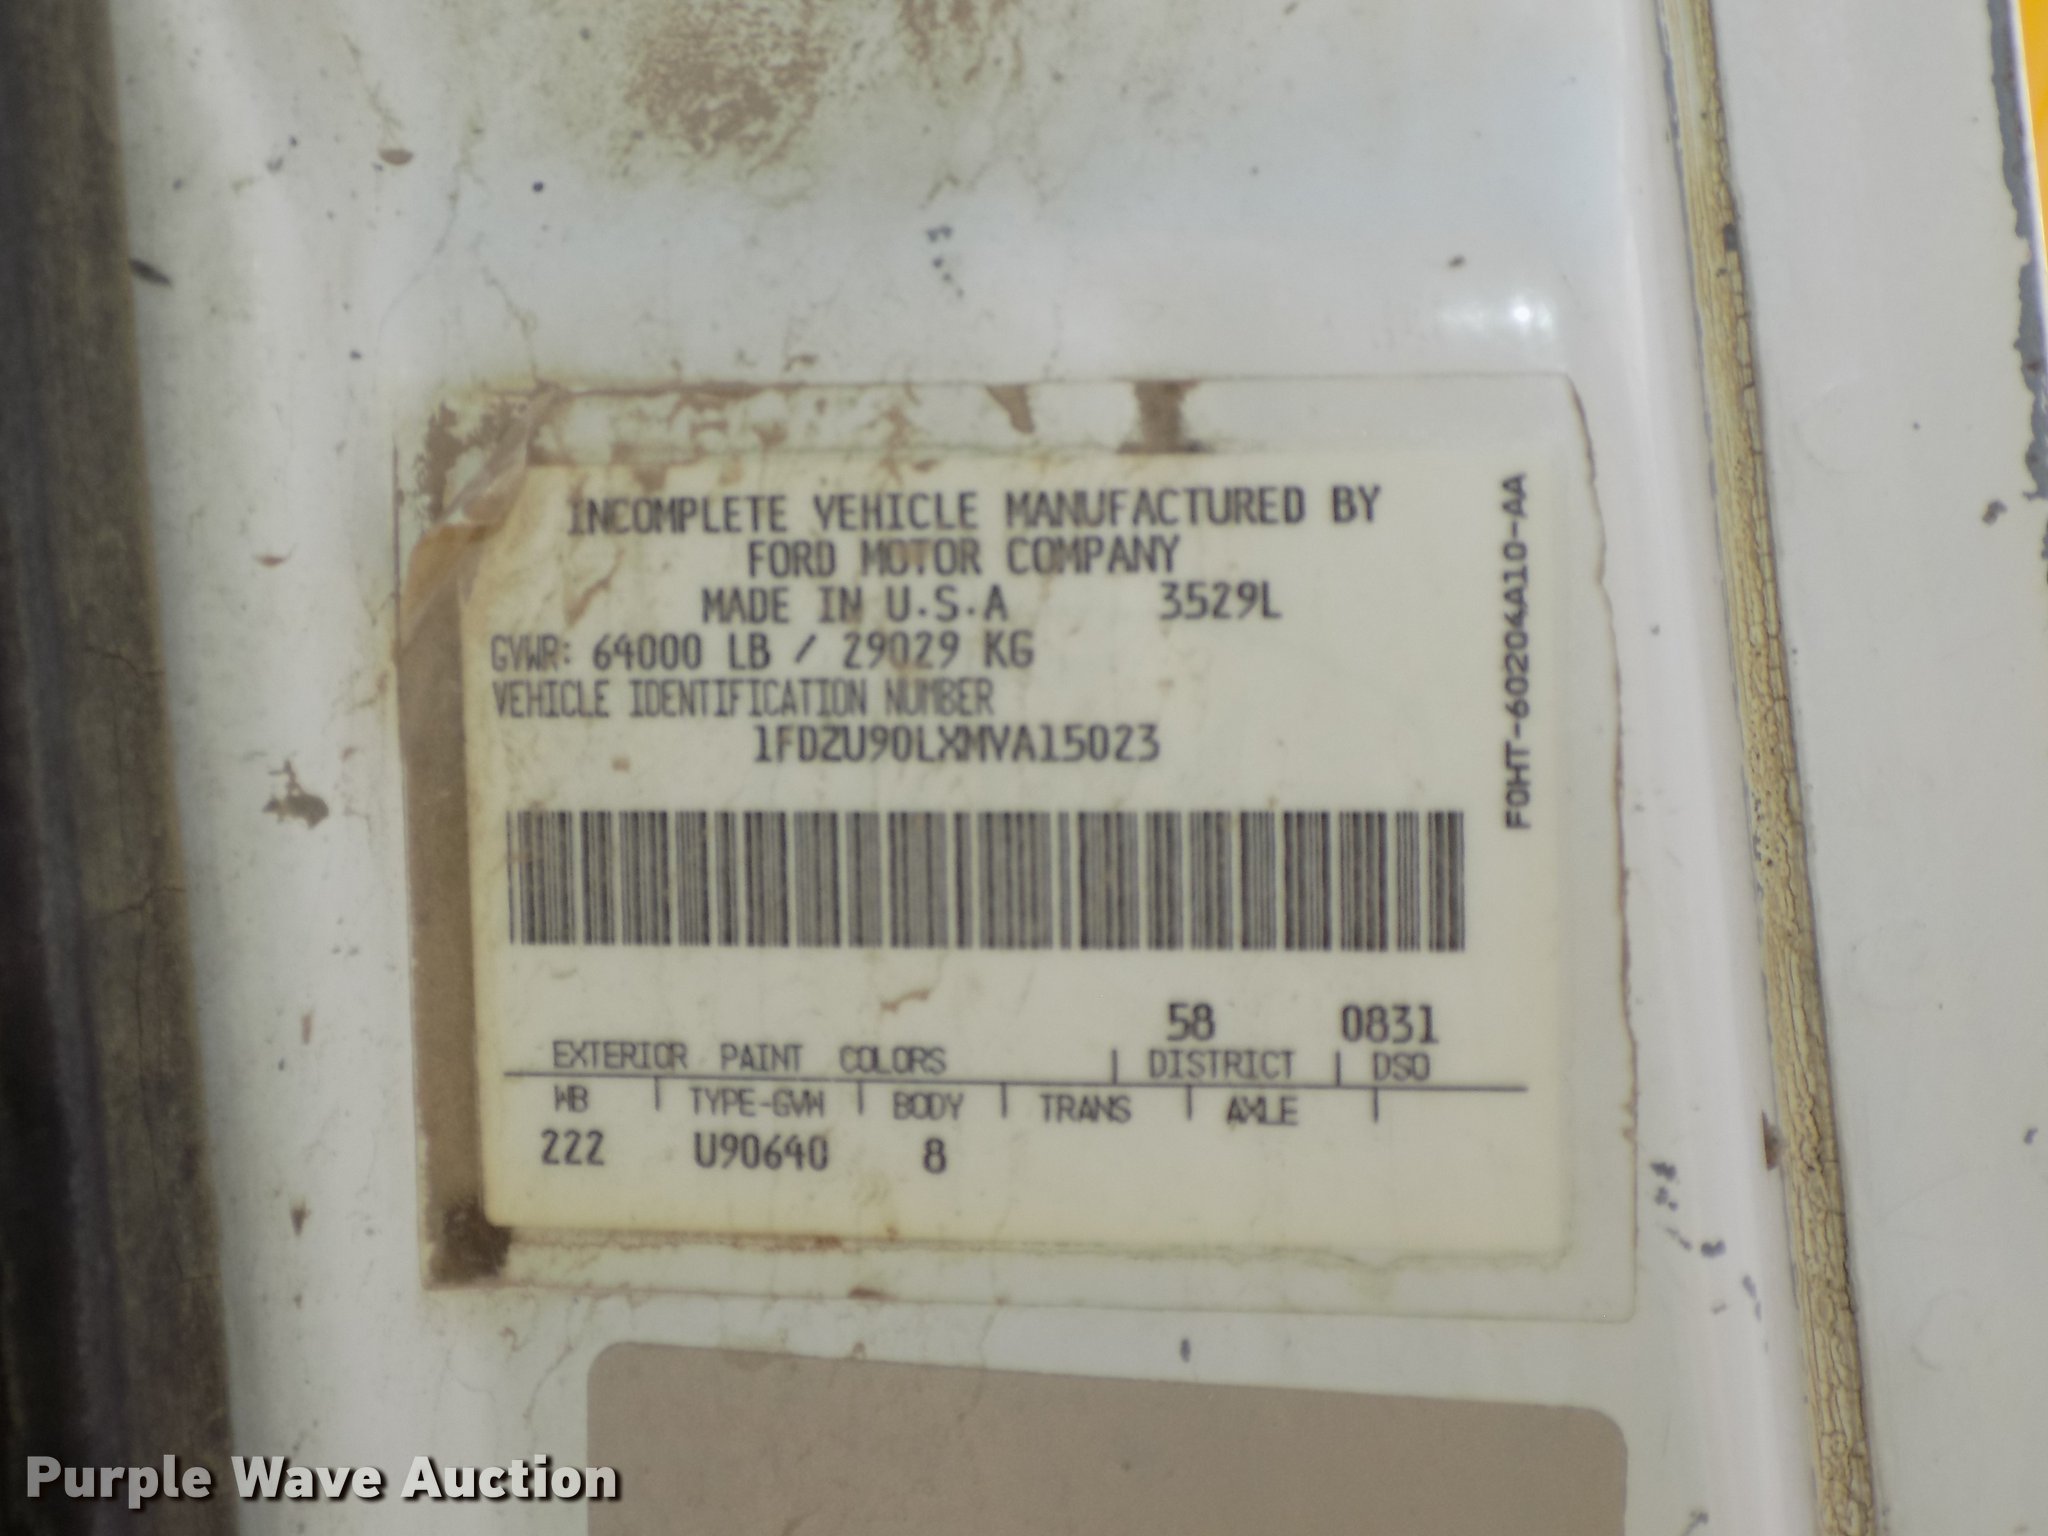 INCOMPLETE VEHICLE MANUFACTURED BY
FORD MOTOR COMPANY
MADE IN U.S.A 3529L
GVWR: 64000 LB / 29029 KG
VEHICLE IDENTIFICATION NUMBER
1FDZU90LXMVA15023
F0HT-60204A10-AA
58 0831
EXTERIOR PAINT COLORS | DISTRICT | DSO
WB | TYPE-GVW | BODY | TRANS | AXLE |
222 U90640 8
Purple Wave Auction